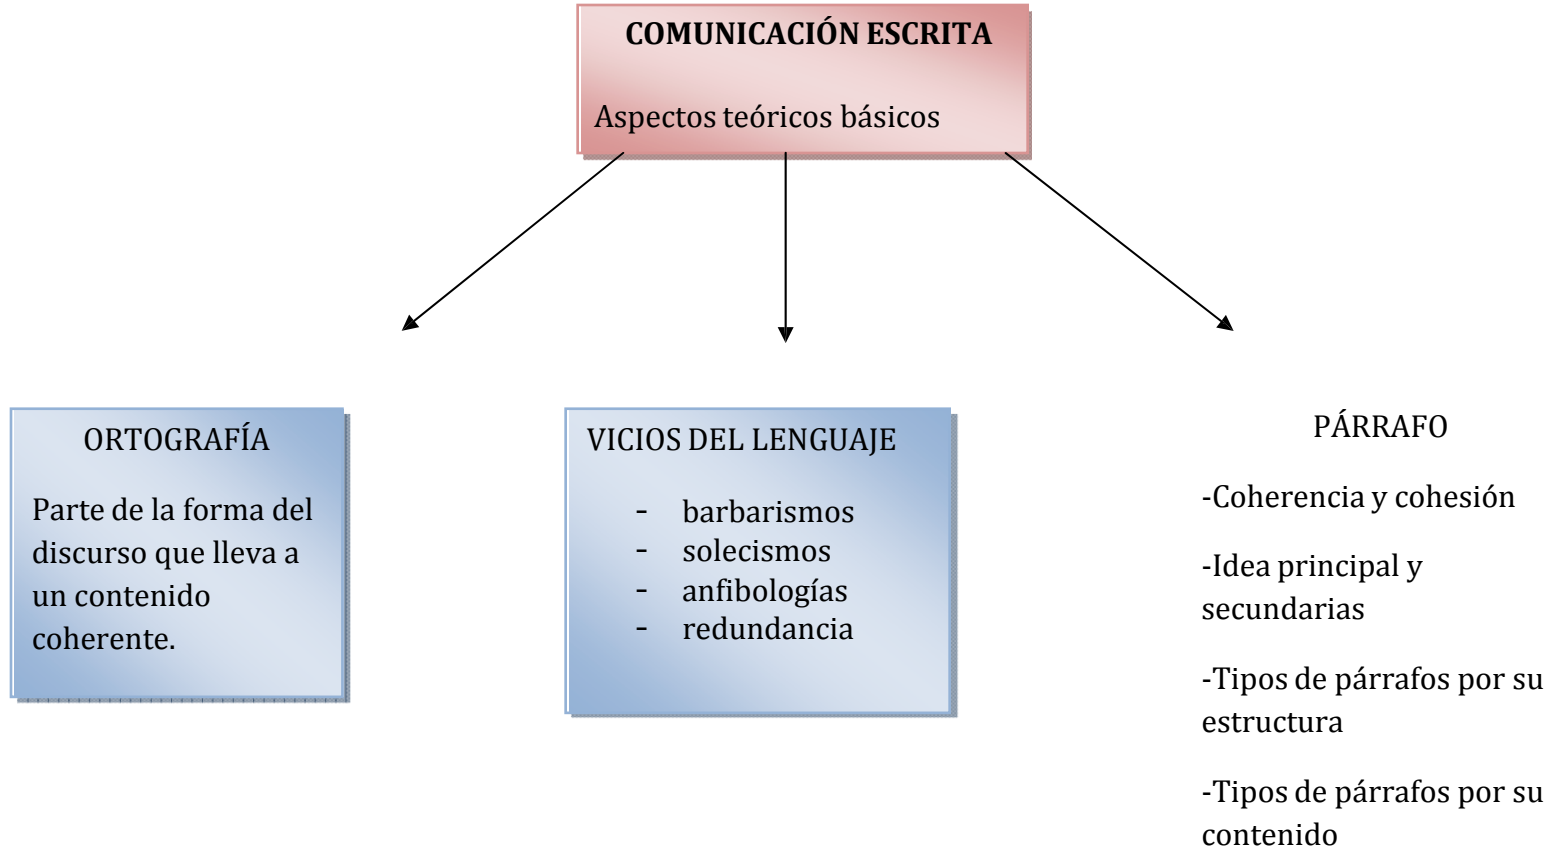 COMUNICACIÓN ESCRITA
Aspectos teóricos básicos
ORTOGRAFÍA
Parte de la forma del
discurso que lleva a
un contenido
coherente.
VICIOS DEL LENGUAJE
- barbarismos
- solecismos
- anfibologías
- redundancia
PÁRRAFO
-Coherencia y cohesión
-Idea principal y
secundarias
-Tipos de párrafos por su
estructura
-Tipos de párrafos por su
contenido